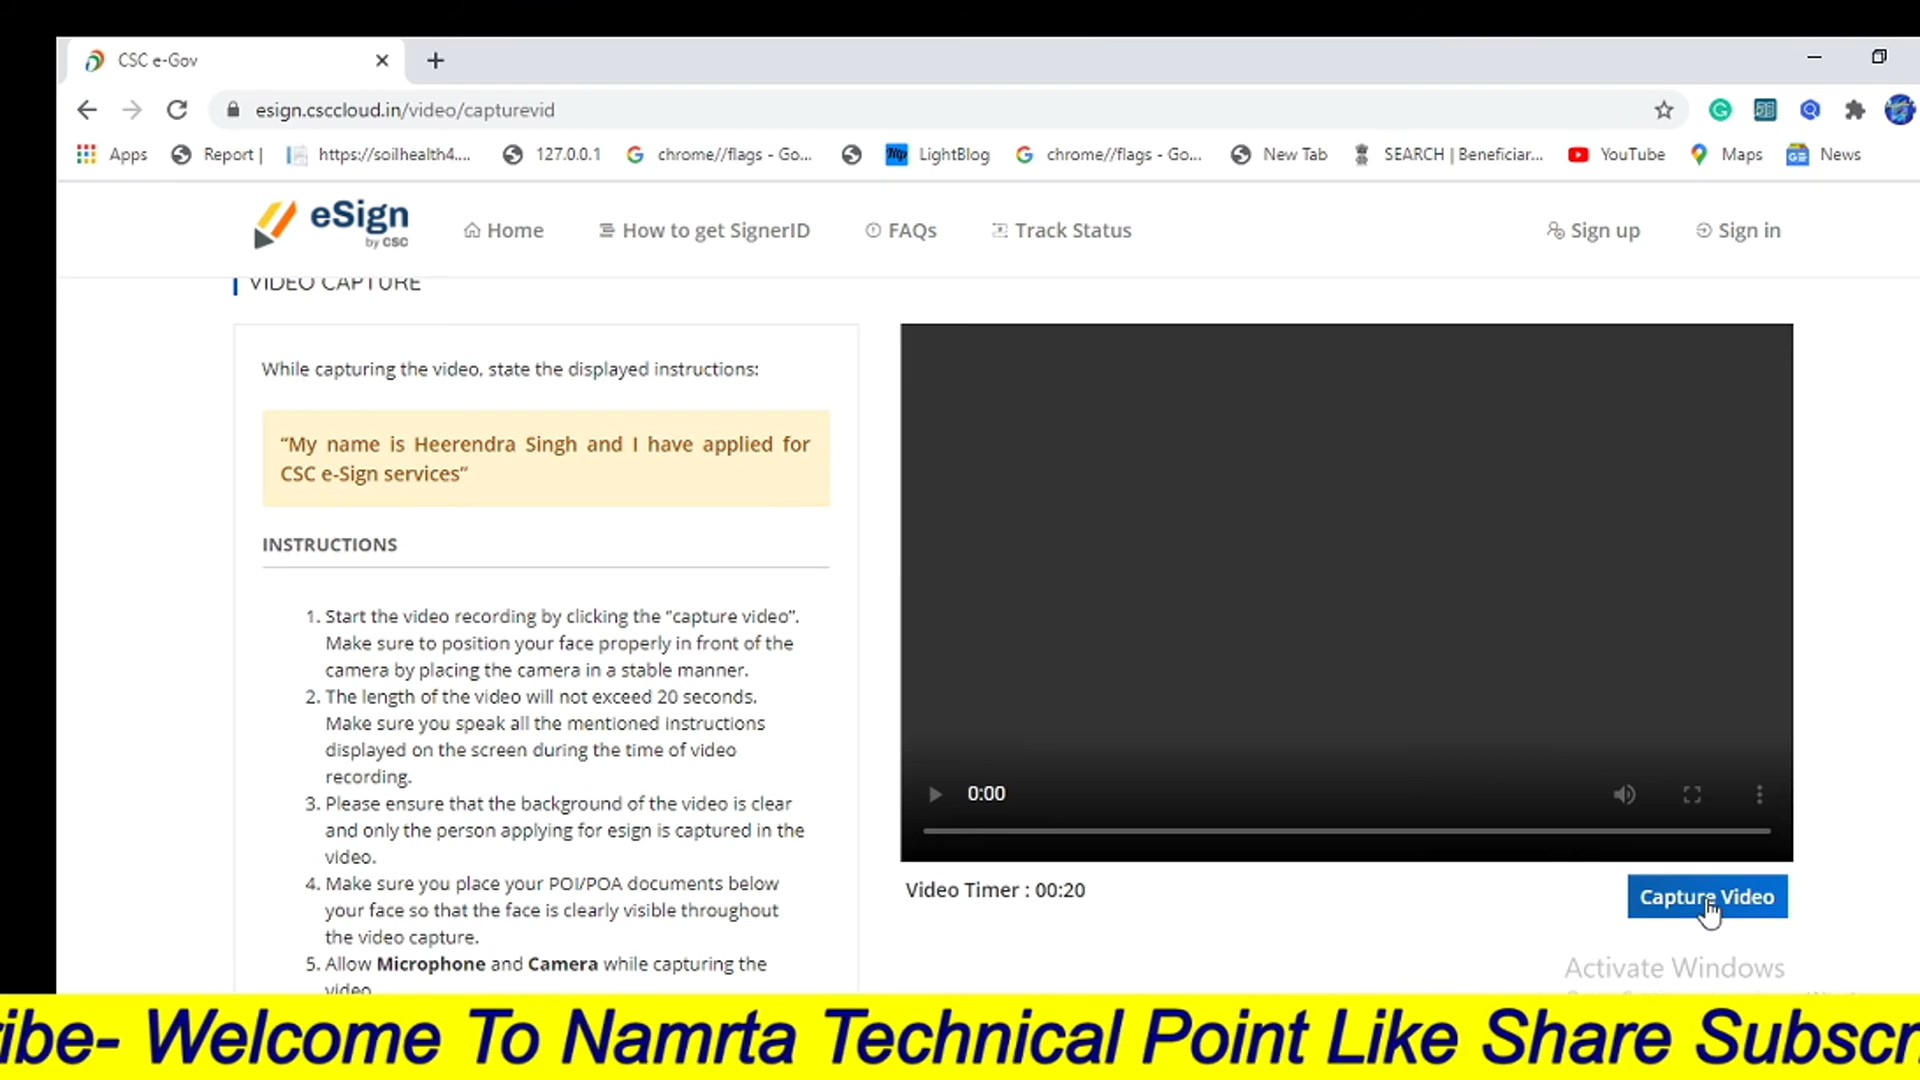 CSC e-Gov
esign.csccloud.in/video/capturevid
Apps
Report |
https://soilhealth4....
127.0.0.1
chrome//flags - Go...
LightBlog
chrome//flags - Go...
New Tab
SEARCH | Beneficiar...
YouTube
Maps
News
eSign
by CSC
Home
How to get SignerID
FAQs
Track Status
Sign up
Sign in
VIDEO CAPTURE
While capturing the video, state the displayed instructions:
“My name is Heerendra Singh and I have applied for
CSC e-Sign services”
INSTRUCTIONS
1. Start the video recording by clicking the “capture video”.
Make sure to position your face properly in front of the
camera by placing the camera in a stable manner.
2. The length of the video will not exceed 20 seconds.
Make sure you speak all the mentioned instructions
displayed on the screen during the time of video
recording.
3. Please ensure that the background of the video is clear
and only the person applying for esign is captured in the
video.
4. Make sure you place your POI/POA documents below
your face so that the face is clearly visible throughout
the video capture.
5. Allow Microphone and Camera while capturing the
video.
0:00
Video Timer : 00:20
Capture Video
Activate Windows
ribe- Welcome To Namrta Technical Point Like Share Subscr